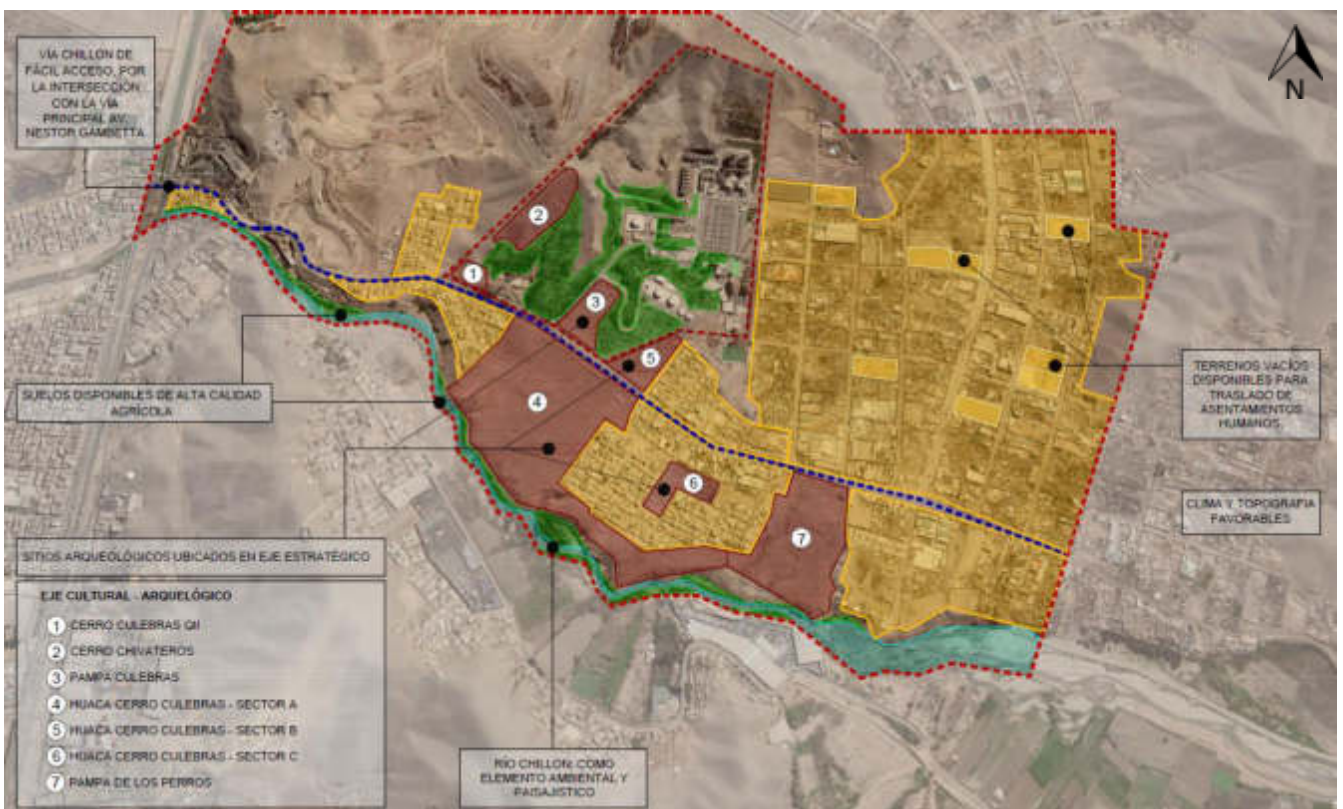 VÍA CHILLON DE
FÁCIL ACCESO, POR
LA INTERSECCIÓN
CON LA VÍA
PRINCIPAL AV.
NESTOR GAMBETTA
N
2
1
3
5
4
6
7
SUELOS DISPONIBLES DE ALTA CALIDAD
AGRÍCOLA
TERRENOS VACÍOS
DISPONIBLES PARA
TRASLADO DE
ASENTAMIENTOS
HUMANOS
CLIMA Y TOPOGRAFIA
FAVORABLES
SITIOS ARQUEOLÓGICOS UBICADOS EN EJE ESTRATÉGICO
EJE CULTURAL - ARQUELÓGICO
1 CERRO CULEBRAS QII
2 CERRO CHIVATEROS
3 PAMPA CULEBRAS
4 HUACA CERRO CULEBRAS - SECTOR A
5 HUACA CERRO CULEBRAS - SECTOR B
6 HUACA CERRO CULEBRAS - SECTOR C
7 PAMPA DE LOS PERROS
RÍO CHILLON: COMO
ELEMENTO AMBIENTAL Y
PAISAJISTICO